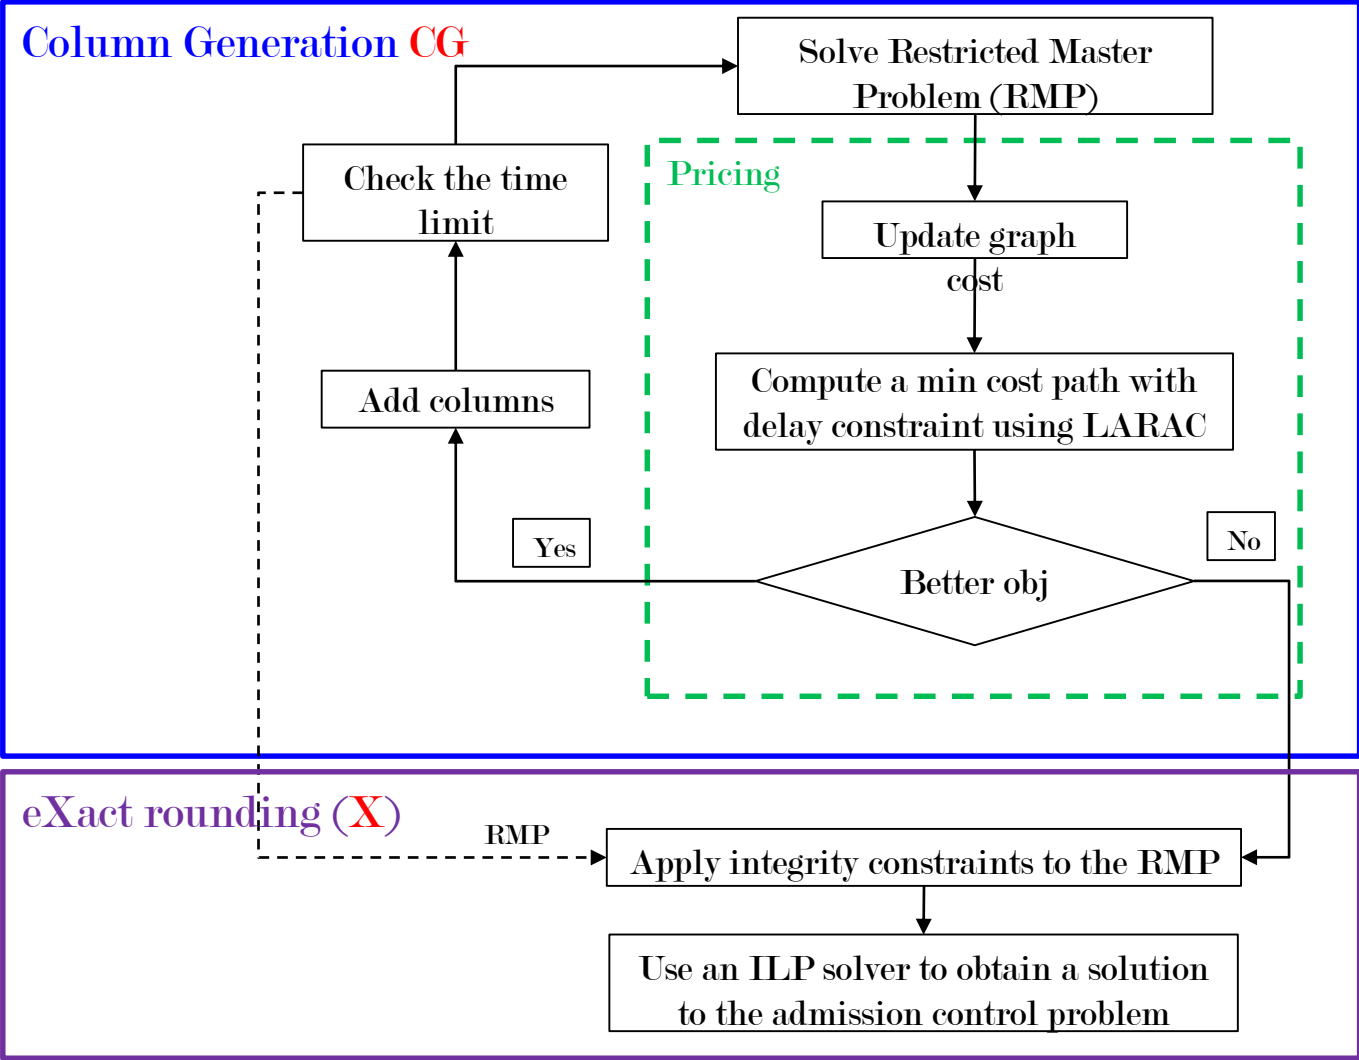 Column Generation CG
Solve Restricted Master
Problem (RMP)
Check the time
limit
Pricing
Update graph
cost
Compute a min cost path with
delay constraint using LARAC
Add columns
Yes
No
Better obj
eXact rounding (X)
RMP
Apply integrity constraints to the RMP
Use an ILP solver to obtain a solution
to the admission control problem